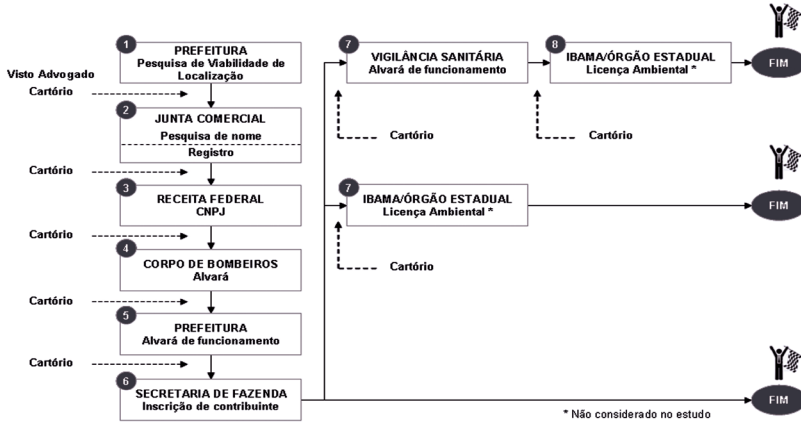 1
PREFEITURA
Pesquisa de Viabilidade de
Localização
Visto Advogado
Cartório
2
JUNTA COMERCIAL
Pesquisa de nome
Registro
Cartório
3
RECEITA FEDERAL
CNPJ
Cartório
4
CORPO DE BOMBEIROS
Alvará
Cartório
5
PREFEITURA
Alvará de funcionamento
Cartório
6
SECRETARIA DE FAZENDA
Inscrição de contribuinte
7
VIGILÂNCIA SANITÁRIA
Alvará de funcionamento
Cartório
8
IBAMA/ÓRGÃO ESTADUAL
Licença Ambiental *
Cartório
FIM
7
IBAMA/ÓRGÃO ESTADUAL
Licença Ambiental *
Cartório
FIM
FIM
* Não considerado no estudo